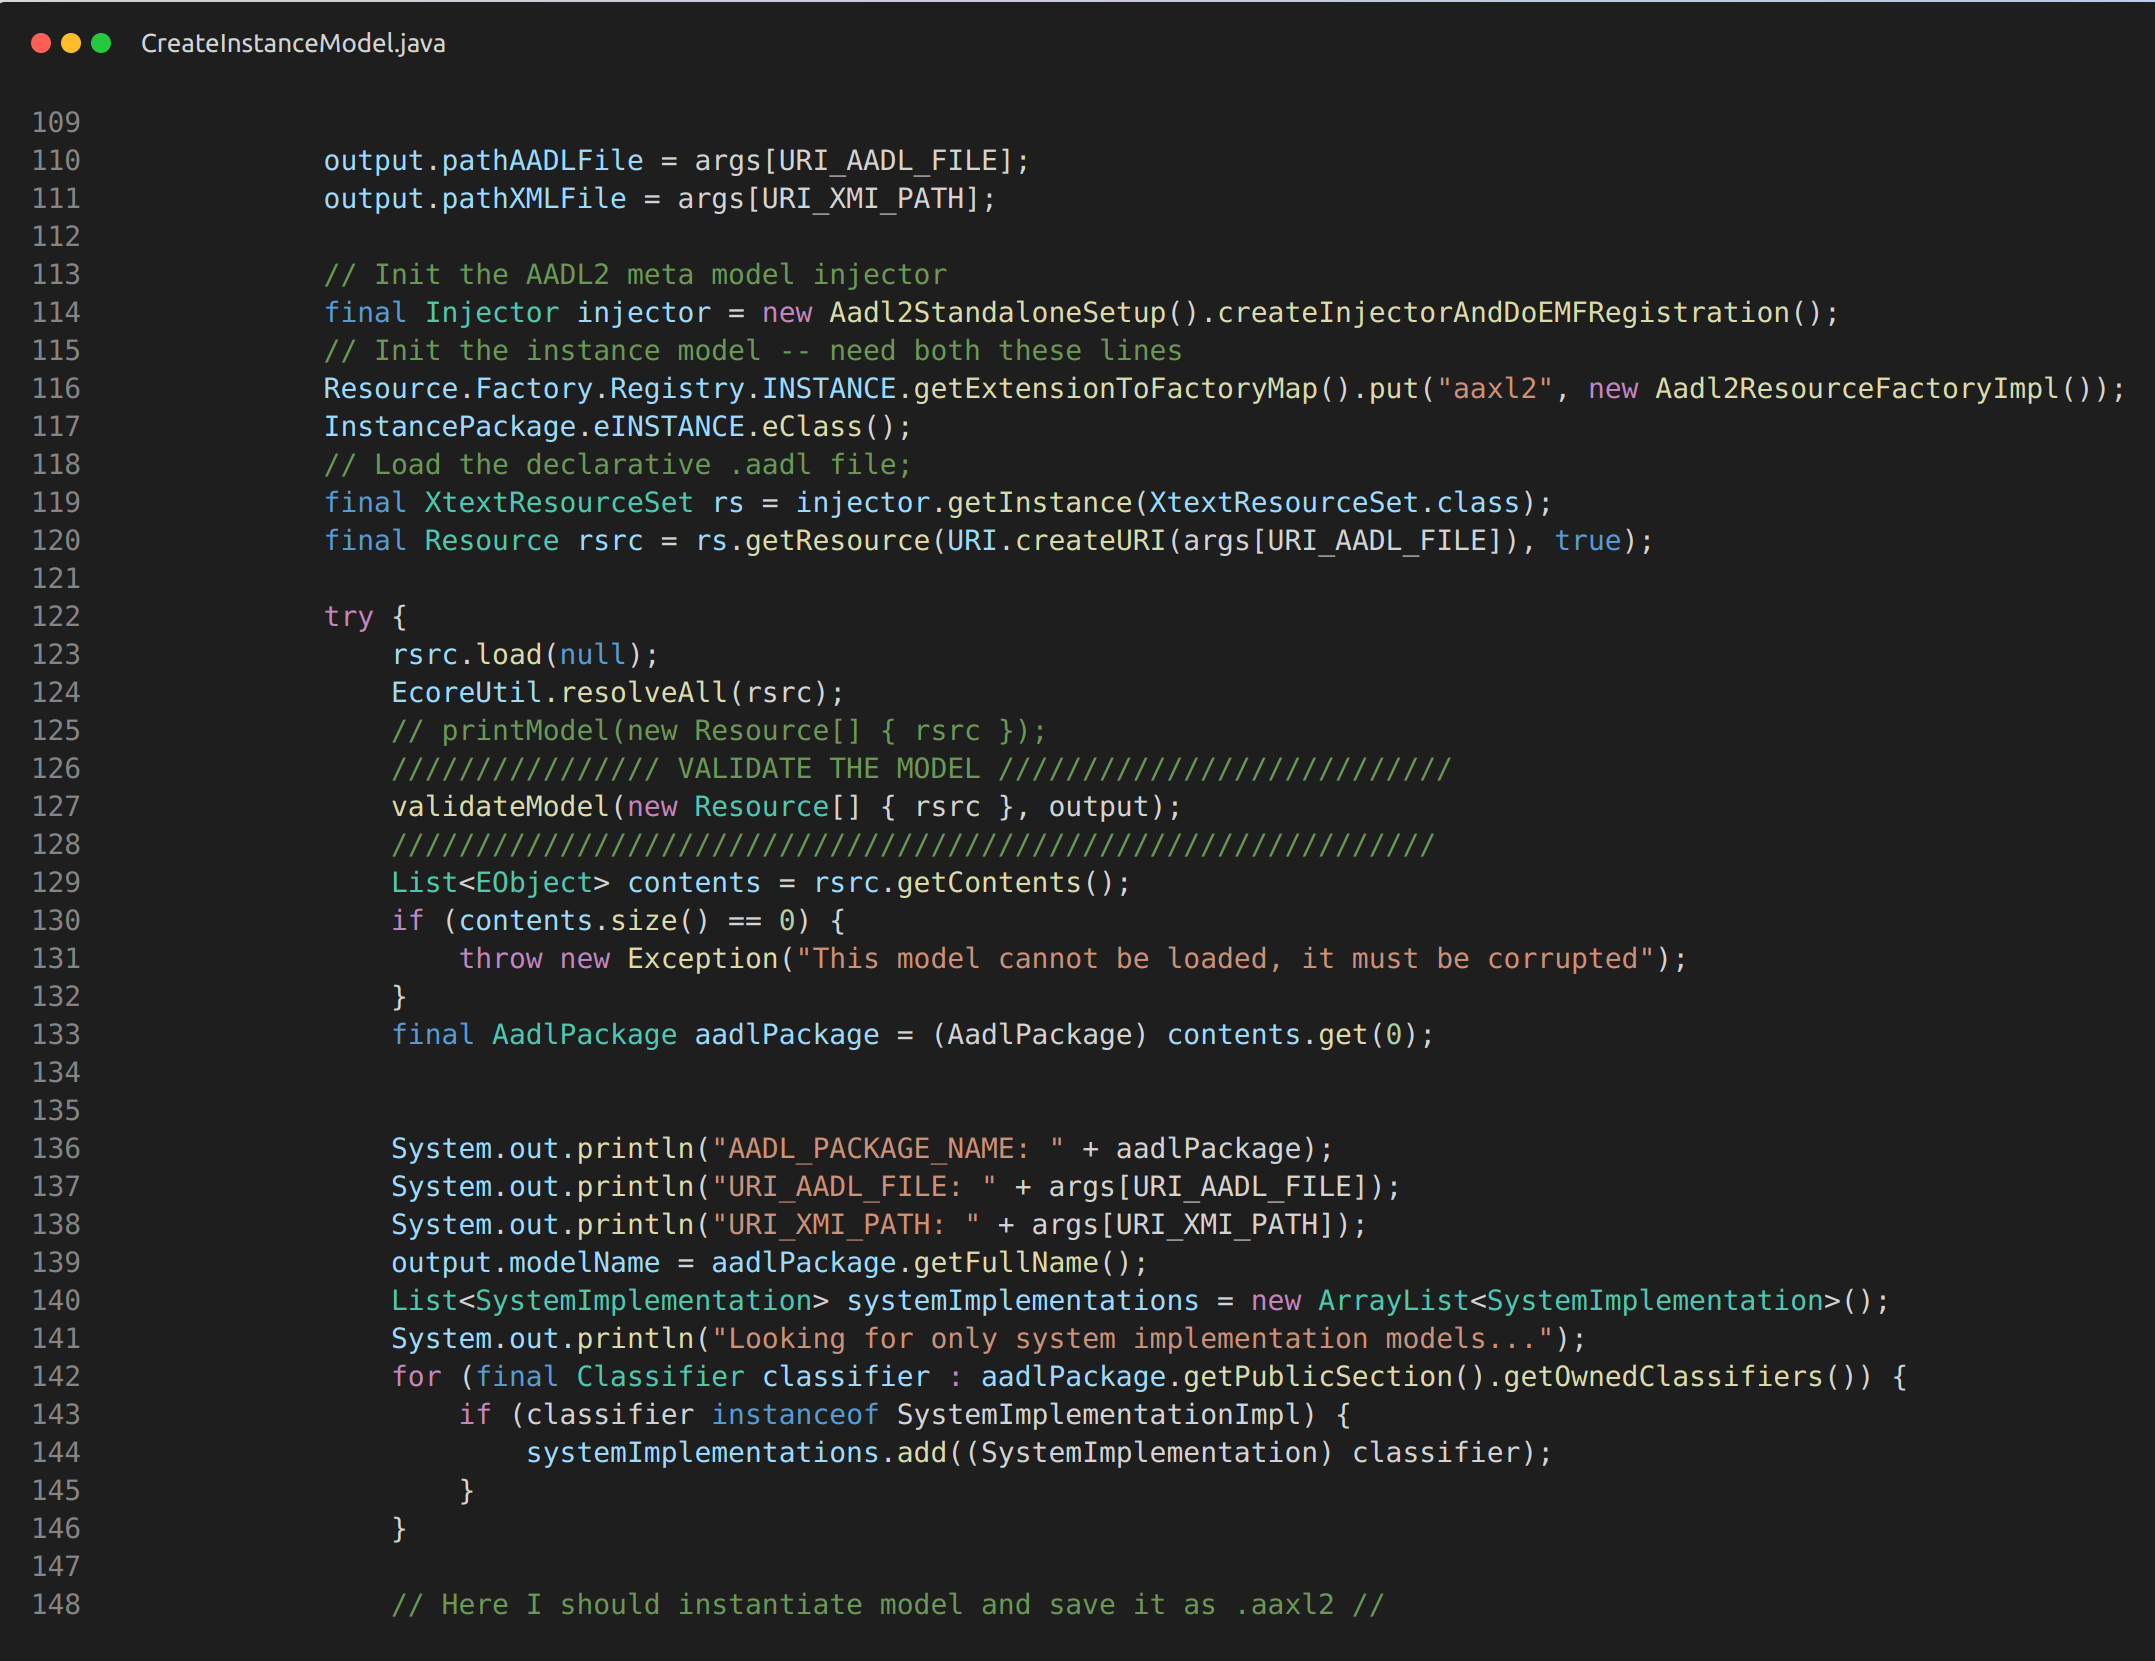 CreateInstanceModel.java
109
110 output.pathAADLFile = args[URI_AADL_FILE];
111 output.pathXMLFile = args[URI_XMI_PATH];
112
113 // Init the AADL2 meta model injector
114 final Injector injector = new Aadl2StandaloneSetup().createInjectorAndDoEMFRegistration();
115 // Init the instance model -- need both these lines
116 Resource.Factory.Registry.INSTANCE.getExtensionToFactoryMap().put("aaxl2", new Aadl2ResourceFactoryImpl());
117 InstancePackage.eINSTANCE.eClass();
118 // Load the declarative .aadl file;
119 final XtextResourceSet rs = injector.getInstance(XtextResourceSet.class);
120 final Resource rsrc = rs.getResource(URI.createURI(args[URI_AADL_FILE]), true);
121
122 try {
123 rsrc.load(null);
124 EcoreUtil.resolveAll(rsrc);
125 // printModel(new Resource[] { rsrc });
126 //////////////// VALIDATE THE MODEL ///////////////////////////
127 validateModel(new Resource[] { rsrc }, output);
128 //////////////////////////////////////////////////////////////
129 List<EObject> contents = rsrc.getContents();
130 if (contents.size() == 0) {
131 throw new Exception("This model cannot be loaded, it must be corrupted");
132 }
133 final AadlPackage aadlPackage = (AadlPackage) contents.get(0);
134
135
136 System.out.println("AADL_PACKAGE_NAME: " + aadlPackage);
137 System.out.println("URI_AADL_FILE: " + args[URI_AADL_FILE]);
138 System.out.println("URI_XMI_PATH: " + args[URI_XMI_PATH]);
139 output.modelName = aadlPackage.getFullName();
140 List<SystemImplementation> systemImplementations = new ArrayList<SystemImplementation>();
141 System.out.println("Looking for only system implementation models...");
142 for (final Classifier classifier : aadlPackage.getPublicSection().getOwnedClassifiers()) {
143 if (classifier instanceof SystemImplementationImpl) {
144 systemImplementations.add((SystemImplementation) classifier);
145 }
146 }
147
148 // Here I should instantiate model and save it as .aaxl2 //